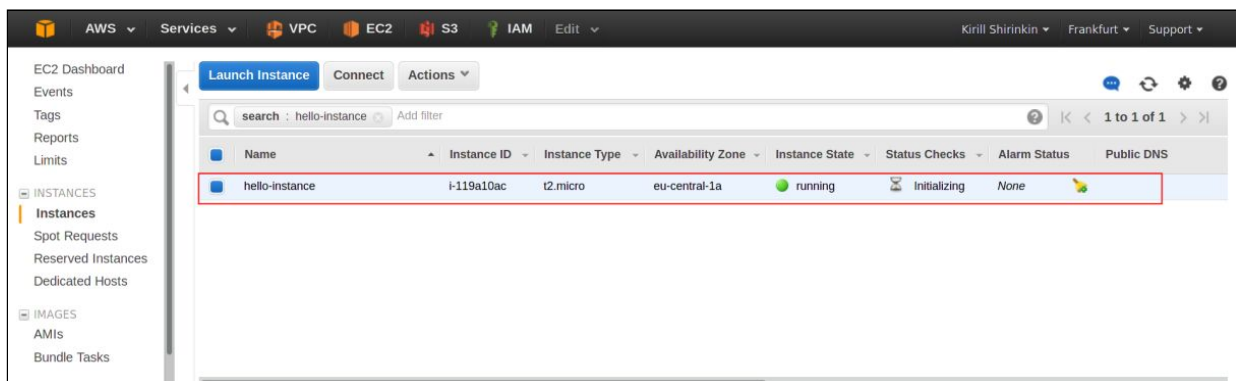 AWS Services VPC EC2 S3 IAM Edit Kirill Shirinkin Frankfurt Support
EC2 Dashboard
Events
Tags
Reports
Limits
INSTANCES
Instances
Spot Requests
Reserved Instances
Dedicated Hosts
IMAGES
AMIs
Bundle Tasks
Launch Instance Connect Actions
search : hello-instance Add filter 1 to 1 of 1
Name Instance ID Instance Type Availability Zone Instance State Status Checks Alarm Status Public DNS
hello-instance i-119a10ac t2.micro eu-central-1a running Initializing None